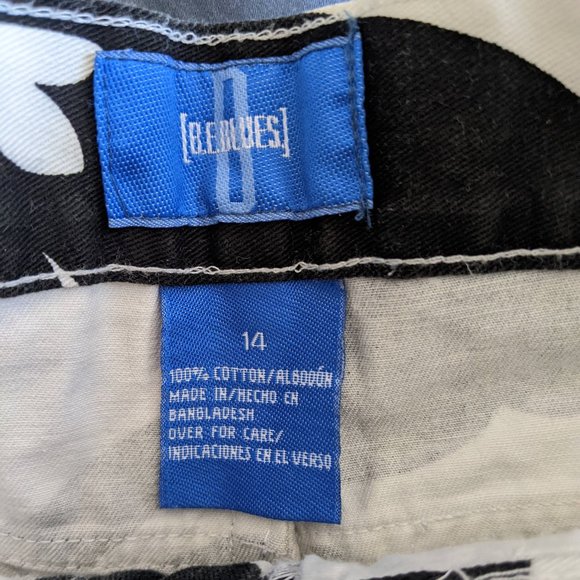 [B.E.BLUES.]
14
100% COTTON/ALGODÓN
MADE IN/HECHO EN
BANGLADESH
OVER FOR CARE/
INDICACIONES EN EL VERSO